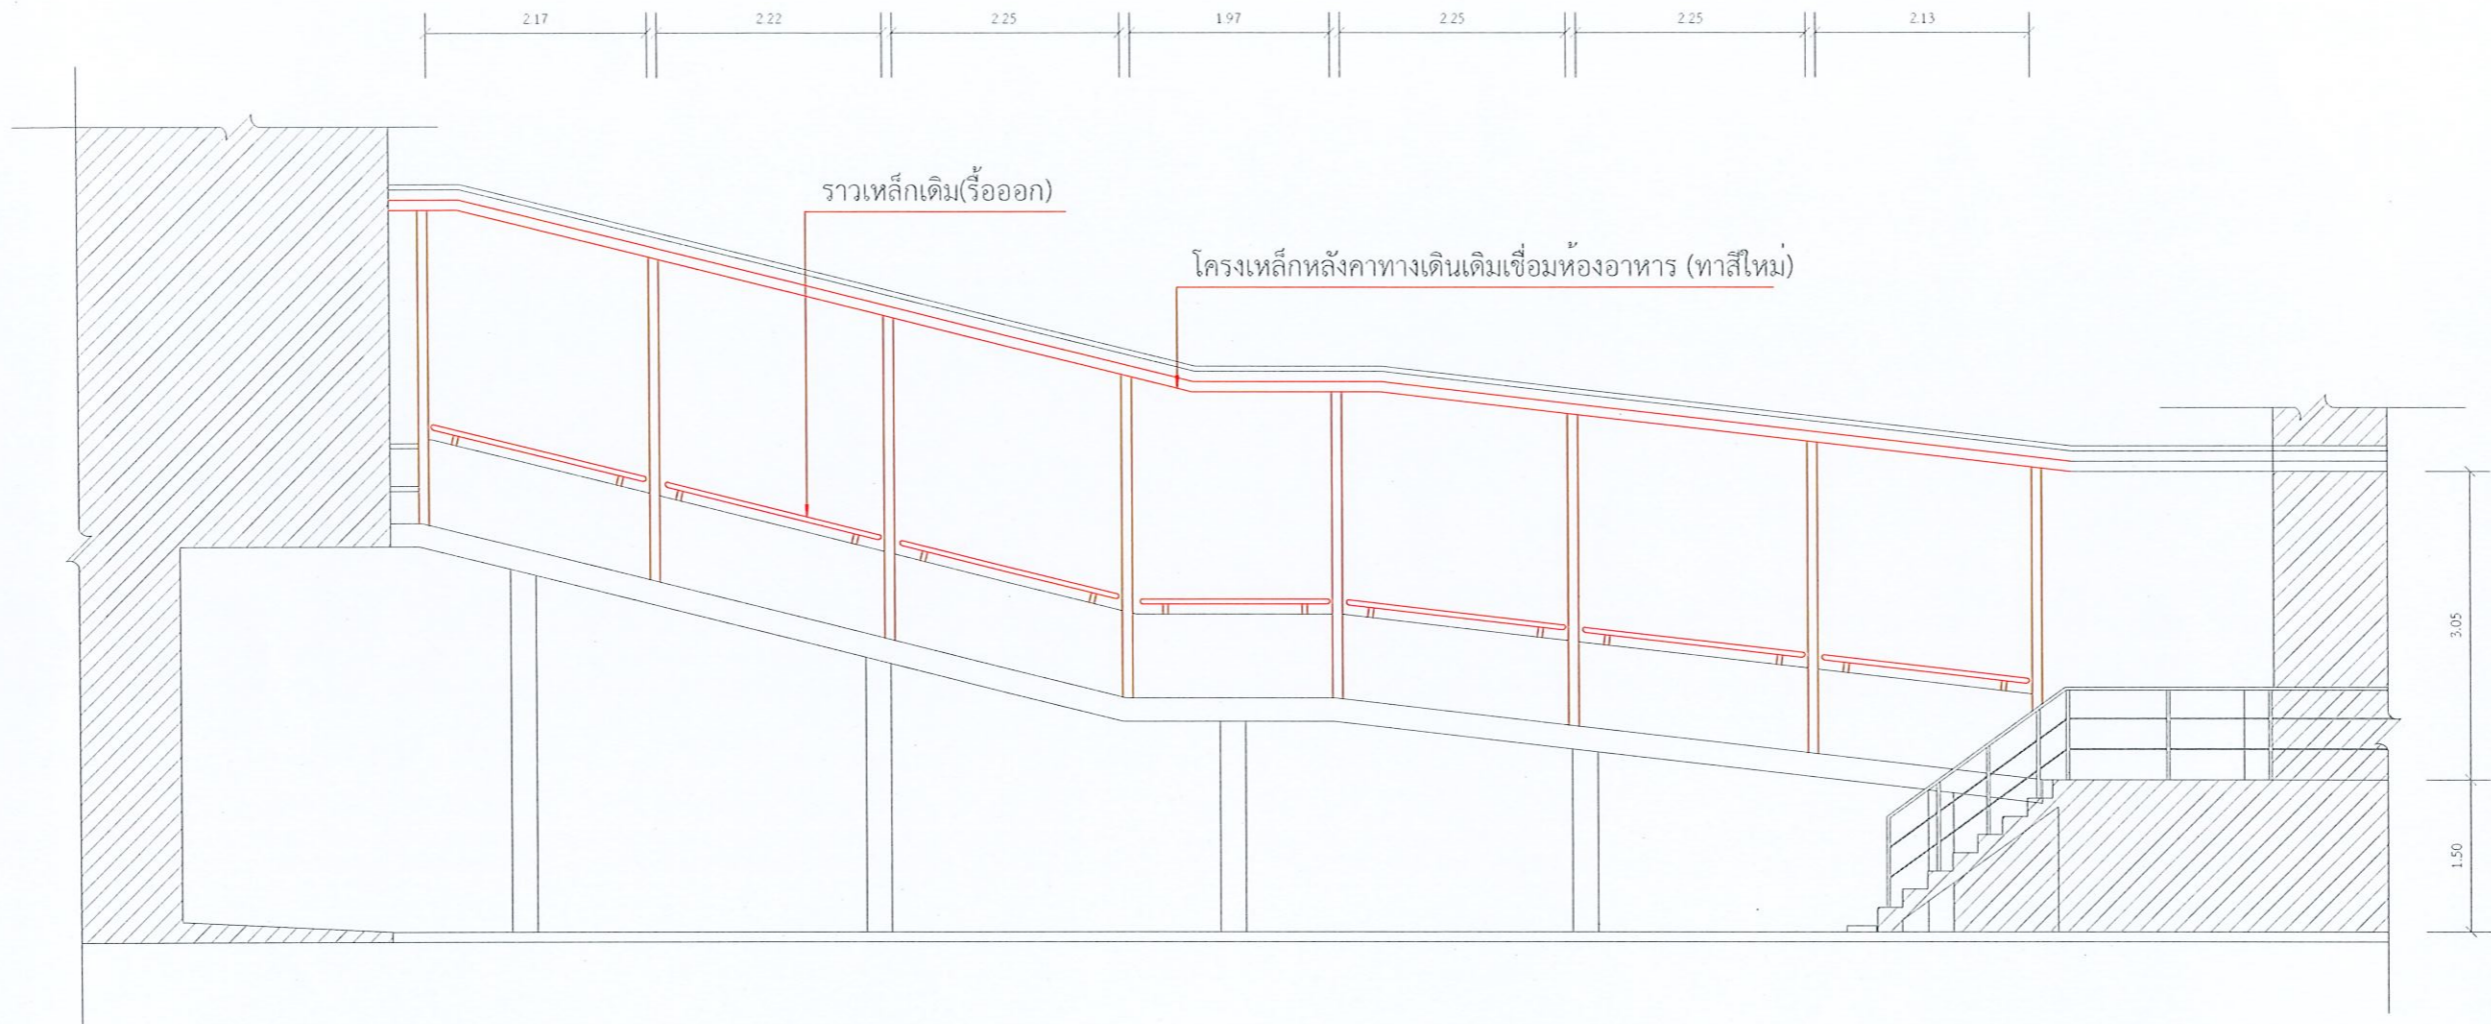 2.17 2.22 2.25 1.97 2.25 2.25 2.13
ราวเหล็กเดิม(รื้อออก)
โครงเหล็กหลังคาทางเดินเดิมเชื่อมห้องอาหาร (ทาสีใหม่)
3.05
1.50